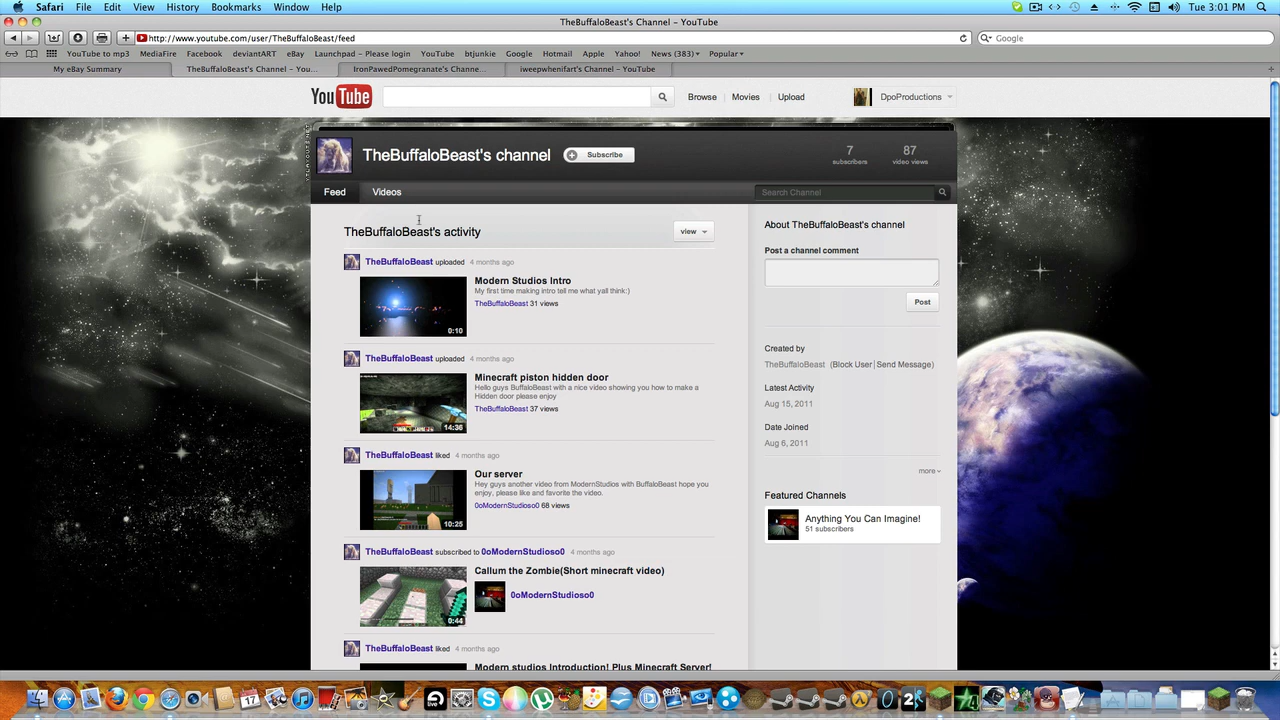 Safari File Edit View History Bookmarks Window Help Tue 3:01 PM
TheBuffaloBeast's Channel – YouTube
http://www.youtube.com/user/TheBuffaloBeast/feed Google
YouTube to mp3 MediaFire Facebook deviantART eBay Launchpad - Please login YouTube btjunkie Google Hotmail Apple Yahoo! News (383) Popular
My eBay Summary TheBuffaloBeast's Channel – You... IronPawedPomegranate's Channe... iweepwhenifart's Channel – YouTube
YouTube Browse Movies Upload DpoProductions
TheBuffaloBeast's channel Subscribe 7 subscribers 87 video views
Feed Videos Search Channel
TheBuffaloBeast's activity view
TheBuffaloBeast uploaded 4 months ago
Modern Studios Intro
My first time making intro tell me what yall think:)
TheBuffaloBeast 31 views
0:10
TheBuffaloBeast uploaded 4 months ago
Minecraft piston hidden door
Hello guys BuffaloBeast with a nice video showing you how to make a
Hidden door please enjoy
TheBuffaloBeast 37 views
14:36
TheBuffaloBeast liked 4 months ago
Our server
Hey guys another video from ModernStudios with BuffaloBeast hope you
enjoy, please like and favorite the video.
0oModernStudioso0 68 views
10:25
TheBuffaloBeast subscribed to 0oModernStudioso0 4 months ago
Callum the Zombie(Short minecraft video)
0oModernStudioso0
0:44
TheBuffaloBeast liked 4 months ago
Modern studios Introduction! Plus Minecraft Server!
About TheBuffaloBeast's channel
Post a channel comment
Post
Created by
TheBuffaloBeast (Block User | Send Message)
Latest Activity
Aug 15, 2011
Date Joined
Aug 6, 2011
more
Featured Channels
Anything You Can Imagine!
51 subscribers
17
live